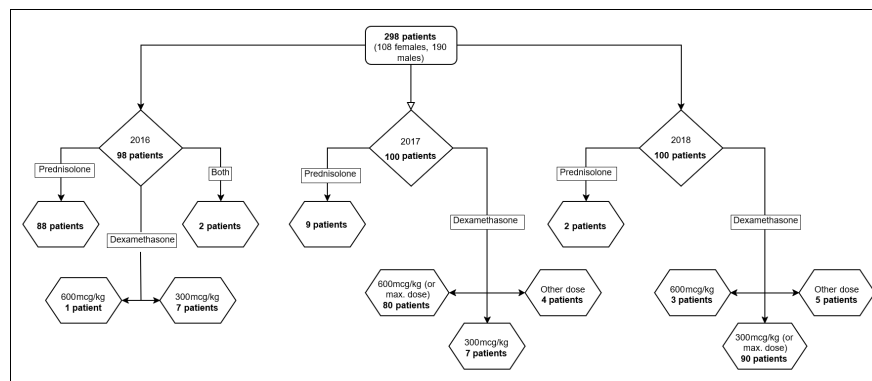 298 patients
(108 females, 190
males)
2016
98 patients
Prednisolone
Both
88 patients
2 patients
Dexamethasone
600mcg/kg
1 patient
300mcg/kg
7 patients
2017
100 patients
Prednisolone
9 patients
Dexamethasone
600mcg/kg (or
max. dose)
80 patients
Other dose
4 patients
300mcg/kg
7 patients
2018
100 patients
Prednisolone
2 patients
Dexamethasone
600mcg/kg
3 patients
Other dose
5 patients
300mcg/kg (or
max. dose)
90 patients